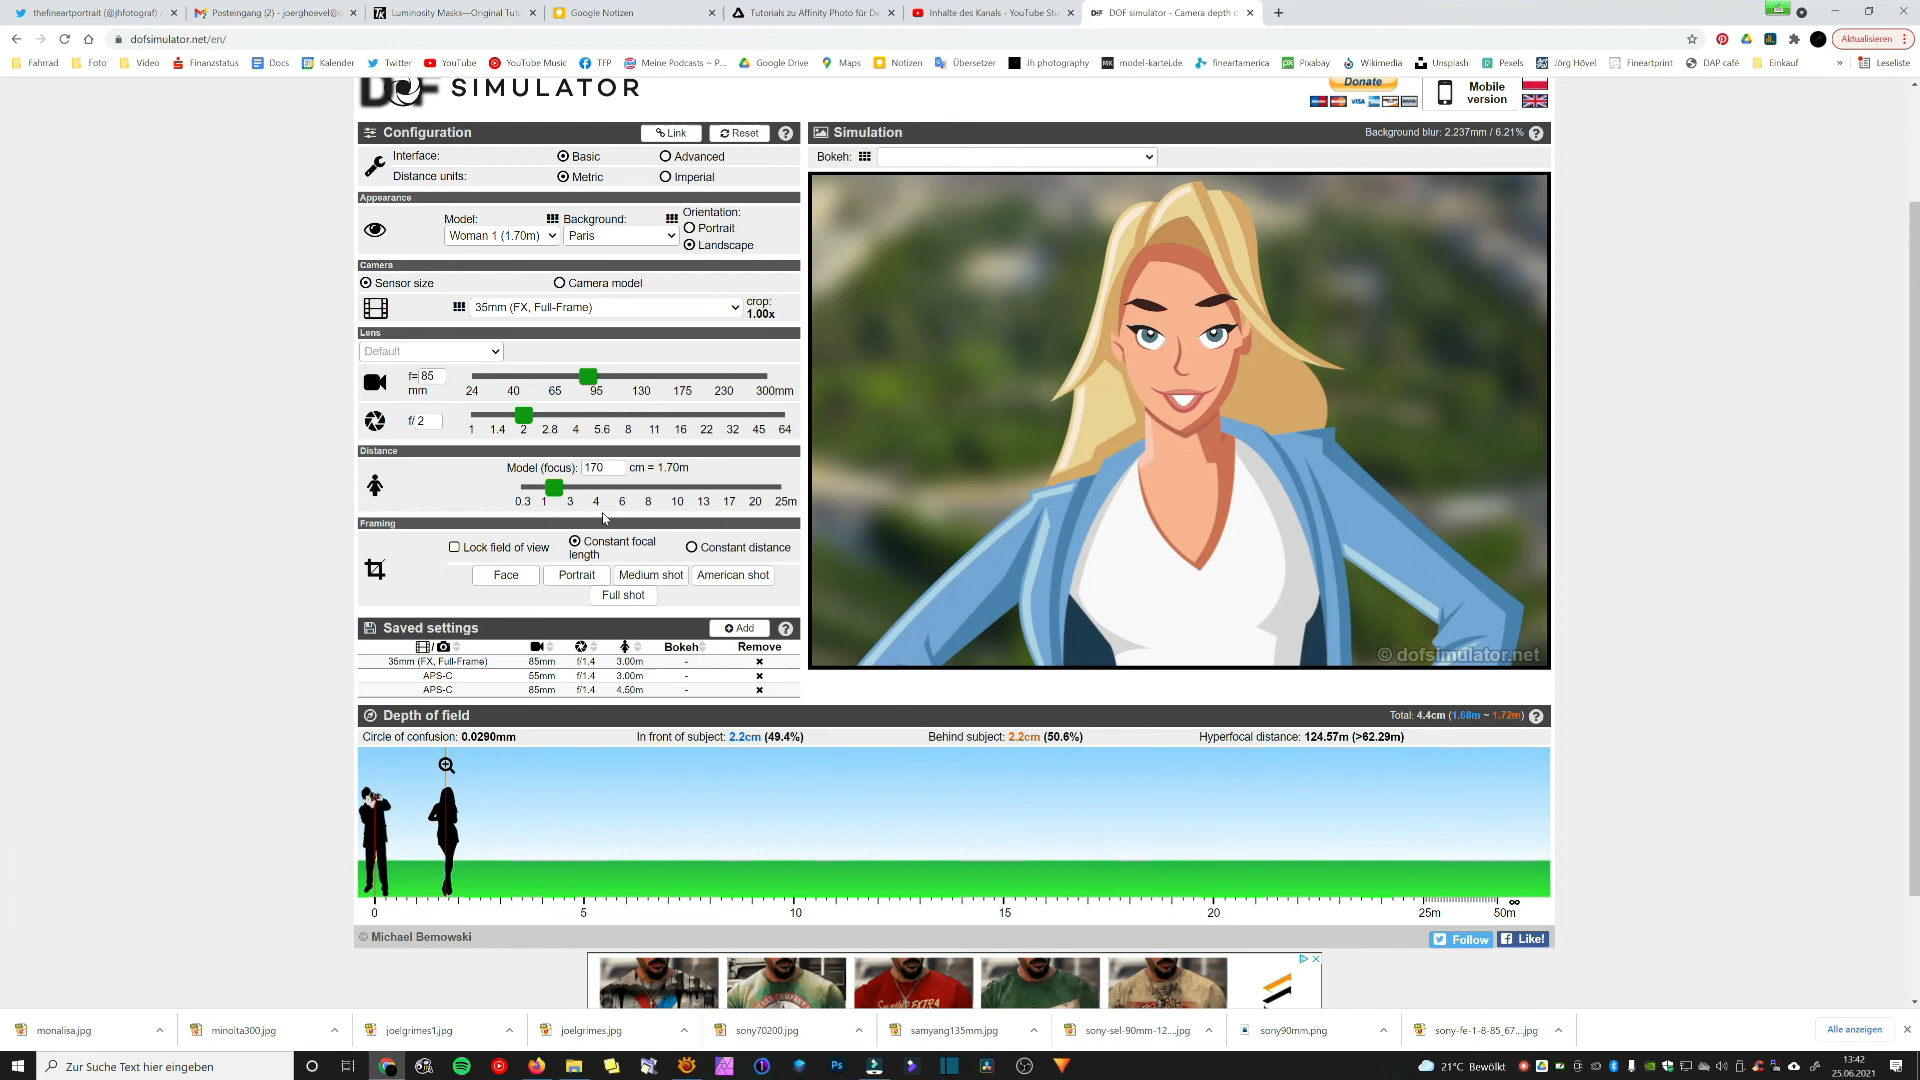 thefineartportrait (@jhfotograf) /
Posteingang (2) - joerghoevel@g
Luminosity Masks—Original Tuto
Google Notizen
Tutorials zu Affinity Photo für De
Inhalte des Kanals - YouTube Stu
DOF simulator - Camera depth o
dofsimulator.net/en/
Aktualisieren
Fahrrad
Foto
Video
Finanzstatus
Docs
Kalender
Twitter
YouTube
YouTube Music
TFP
Meine Podcasts ~ P...
Google Drive
Maps
Notizen
Übersetzer
Jh photography
model-kartei.de
fineartamerica
Pixabay
Wikimedia
Unsplash
Pexels
Jörg Hövel
Fineartprint
DAP café
Einkauf
»
Leseliste
DOF SIMULATOR
Donate
Mobile
version
Configuration
Link
Reset
?
Interface:
Basic
Advanced
Distance units:
Metric
Imperial
Appearance
Model:
Background:
Orientation:
Woman 1 (1.70m)
Paris
Portrait
Landscape
Camera
Sensor size
Camera model
35mm (FX, Full-Frame)
crop:
1.00x
Lens
Default
f= 85
mm
24 40 65 95 130 175 230 300mm
f/ 2
1 1.4 2 2.8 4 5.6 8 11 16 22 32 45 64
Distance
Model (focus): 170 cm = 1.70m
0.3 1 3 4 6 8 10 13 17 20 25m
Framing
Lock field of view
Constant focal
length
Constant distance
Face
Portrait
Medium shot
American shot
Full shot
Saved settings
Add
?
/
Bokeh
Remove
35mm (FX, Full-Frame) 85mm f/1.4 3.00m - ✖
APS-C 55mm f/1.4 3.00m - ✖
APS-C 85mm f/1.4 4.50m - ✖
Simulation
Background blur: 2.237mm / 6.21%
?
Bokeh:
© dofsimulator.net
Depth of field
Total: 4.4cm (1.68m ~ 1.72m)
?
Circle of confusion: 0.0290mm
In front of subject: 2.2cm (49.4%)
Behind subject: 2.2cm (50.6%)
Hyperfocal distance: 124.57m (>62.29m)
0 5 10 15 20 25m 50m
∞
© Michael Bemowski
Follow
Like!
monalisa.jpg
minolta300.jpg
joelgrimes1.jpg
joelgrimes.jpg
sony70200.jpg
samyang135mm.jpg
sony-sel-90mm-12....jpg
sony90mm.png
sony-fe-1-8-85_67....jpg
Alle anzeigen
Zur Suche Text hier eingeben
Ps
21°C Bewölkt
13:42
25.06.2021